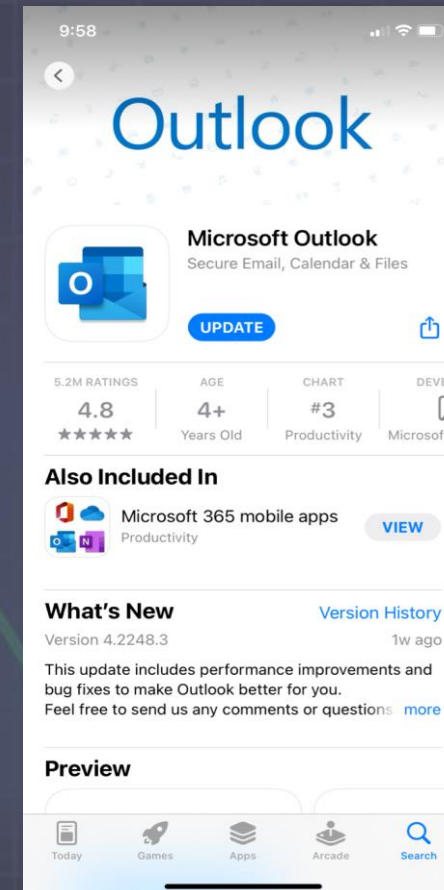 9:58
Outlook
Microsoft Outlook
Secure Email, Calendar & Files
O
UPDATE
5.2M RATINGS AGE CHART
4.8 4+ #3
Years Old Productivity
Also Included In
Microsoft 365 mobile apps
Productivity
VIEW
What's New Version History
Version 4.2248.3 1w ago
This update includes performance improvements and
bug fixes to make Outlook better for you.
Feel free to send us any comments or questions more
Preview
Today Games Apps Arcade Search